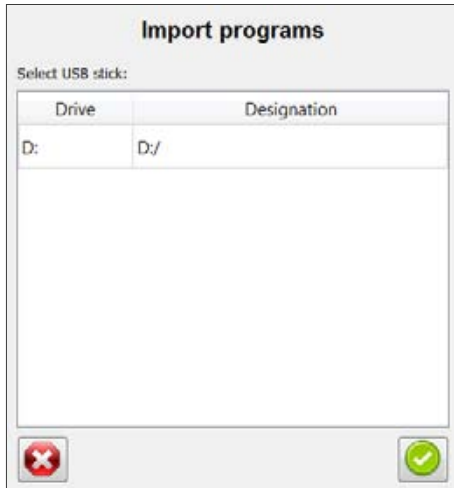 Import programs
Select USB stick:
Drive Designation
D: D:/